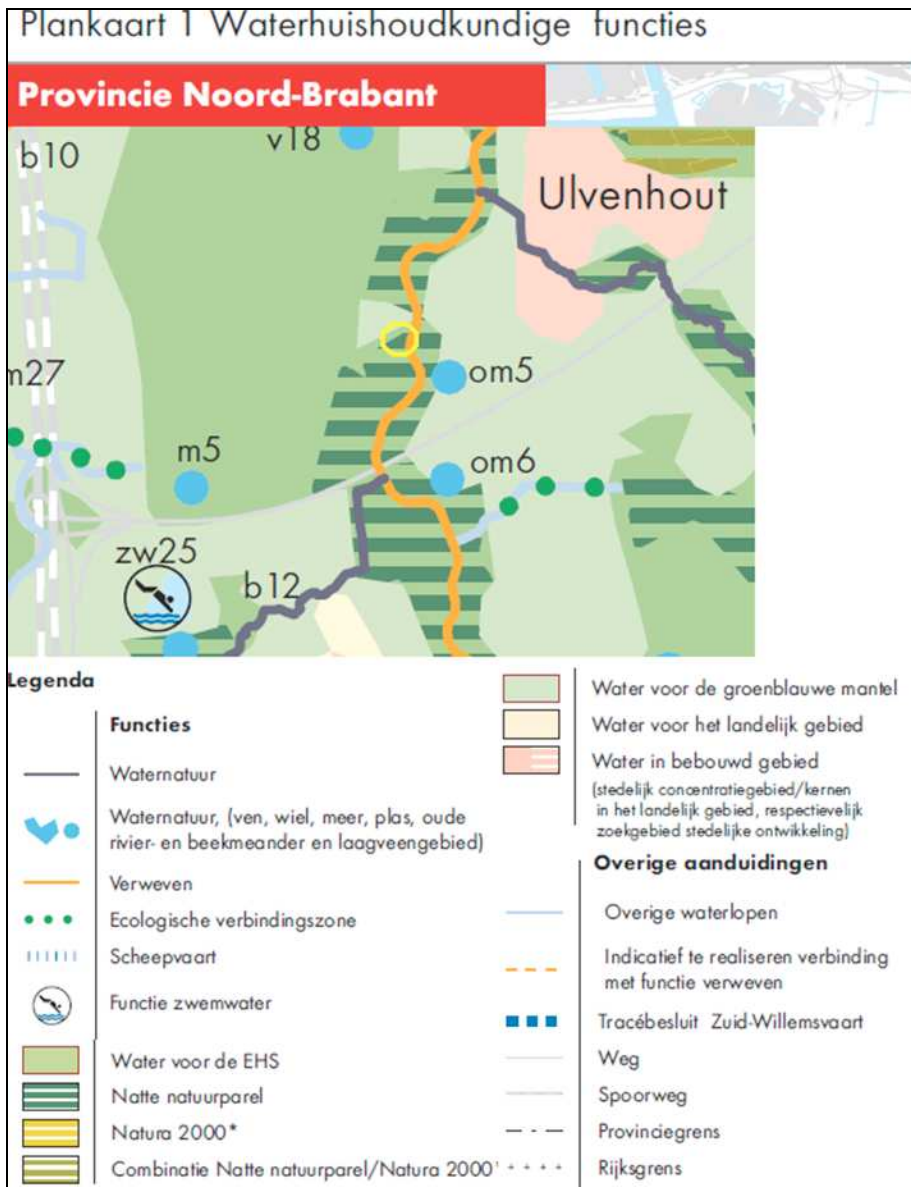 Plankaart 1 Waterhuishoudkundige functies
Provincie Noord-Brabant
b10
v18
Ulvenhout
m27
om5
m5
om6
zw25
b12
Legenda
Functies
Waternatuur
Waternatuur, (ven, wiel, meer, plas, oude
rivier- en beekmeander en laagveengebied)
Verweven
Ecologische verbindingszone
Scheepvaart
Functie zwemwater
Water voor de EHS
Natte natuurparel
Natura 2000*
Combinatie Natte natuurparel/Natura 2000*
Water voor de groenblauwe mantel
Water voor het landelijk gebied
Water in bebouwd gebied
(stedelijk concentratiegebied/kernen
in het landelijk gebied, respectievelijk
zoekgebied stedelijke ontwikkeling)
Overige aanduidingen
Overige waterlopen
Indicatief te realiseren verbinding
met functie verweven
Tracébesluit Zuid-Willemsvaart
Weg
Spoorweg
Provinciegrens
Rijksgrens